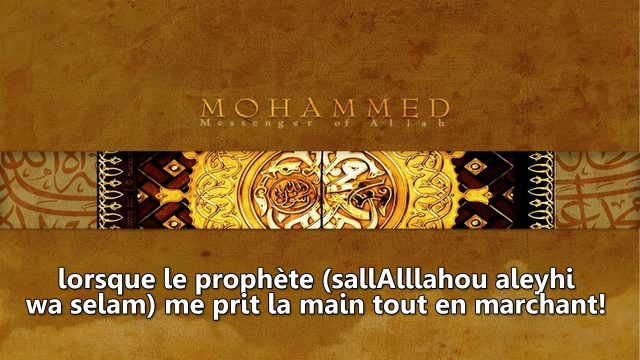 MOHAMMED
Messenger of Allah
lorsque le prophète (sallAlllahou aleyhi
wa selam) me prit la main tout en marchant!